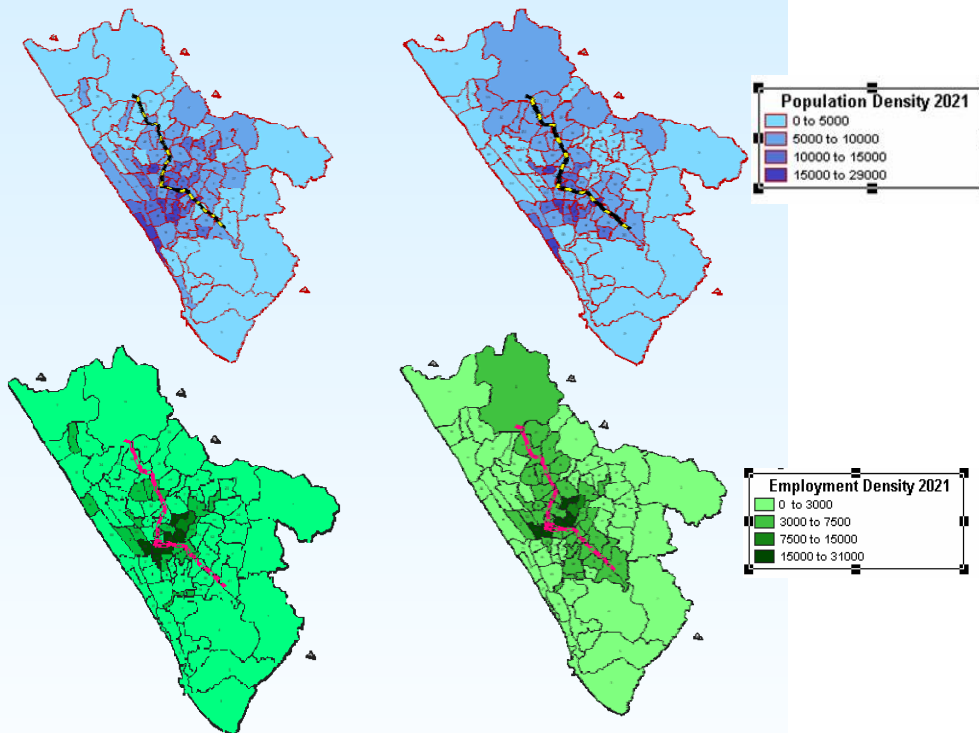 Population Density 2021
0 to 5000
5000 to 10000
10000 to 15000
15000 to 29000
Employment Density 2021
0 to 3000
3000 to 7500
7500 to 15000
15000 to 31000